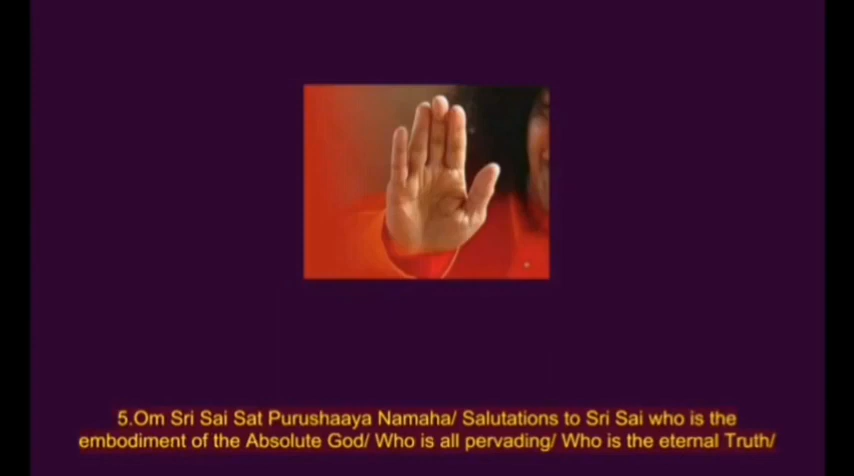 5.Om Sri Sai Sat Purushaaya Namaha/ Salutations to Sri Sai who is the
embodiment of the Absolute God/ Who is all pervading/ Who is the eternal Truth/